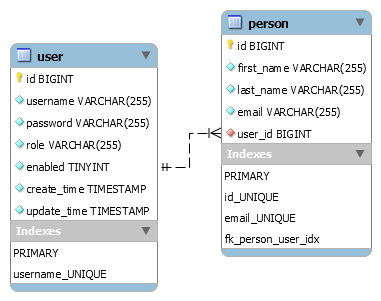 user
id BIGINT
username VARCHAR(255)
password VARCHAR(255)
role VARCHAR(255)
enabled TINYINT
create_time TIMESTAMP
update_time TIMESTAMP
Indexes
PRIMARY
username_UNIQUE
person
id BIGINT
first_name VARCHAR(255)
last_name VARCHAR(255)
email VARCHAR(255)
user_id BIGINT
Indexes
PRIMARY
id_UNIQUE
email_UNIQUE
fk_person_user_idx